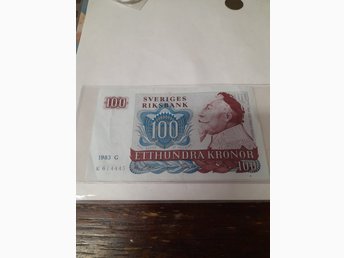 100
SVERIGES
RIKSBANK
100
1983 G
ETTHUNDRA KRONOR
100